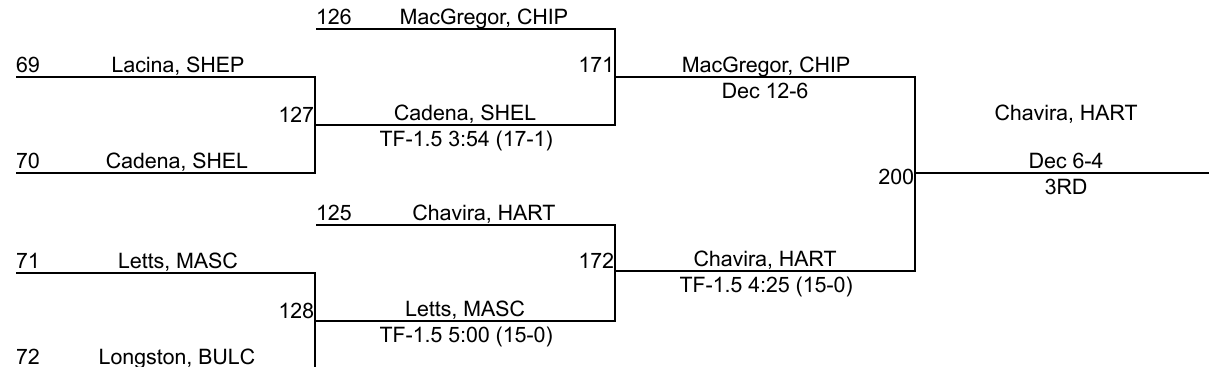 126 MacGregor, CHIP
69 Lacina, SHEP
171 MacGregor, CHIP
Dec 12-6
127 Cadena, SHEL
TF-1.5 3:54 (17-1)
Chavira, HART
70 Cadena, SHEL
Dec 6-4
200
3RD
125 Chavira, HART
71 Letts, MASC
172 Chavira, HART
TF-1.5 4:25 (15-0)
128 Letts, MASC
TF-1.5 5:00 (15-0)
72 Longston, BULC